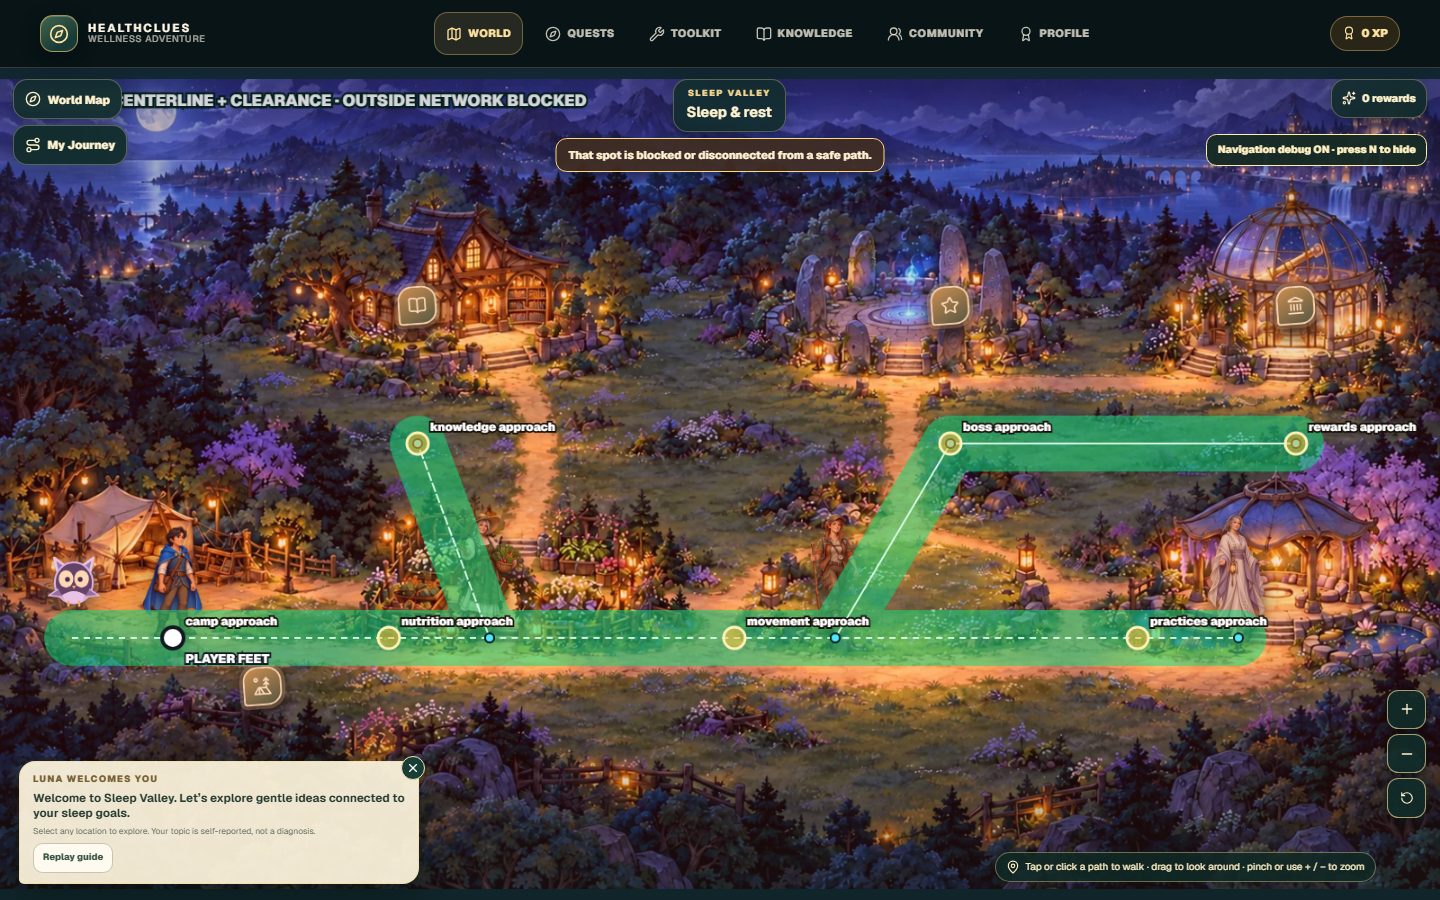 HEALTHCLUES
WELLNESS ADVENTURE
WORLD
QUESTS
TOOLKIT
KNOWLEDGE
COMMUNITY
PROFILE
0 XP
World Map
ENTERLINE + CLEARANCE · OUTSIDE NETWORK BLOCKED
SLEEP VALLEY
Sleep & rest
0 rewards
My Journey
That spot is blocked or disconnected from a safe path.
Navigation debug ON · press N to hide
knowledge approach
boss approach
rewards approach
camp approach
nutrition approach
movement approach
practices approach
PLAYER FEET
LUNA WELCOMES YOU
Welcome to Sleep Valley. Let's explore gentle ideas connected to
your sleep goals.
Select any location to explore. Your topic is self-reported, not a diagnosis.
Replay guide
Tap or click a path to walk · drag to look around · pinch or use + / − to zoom